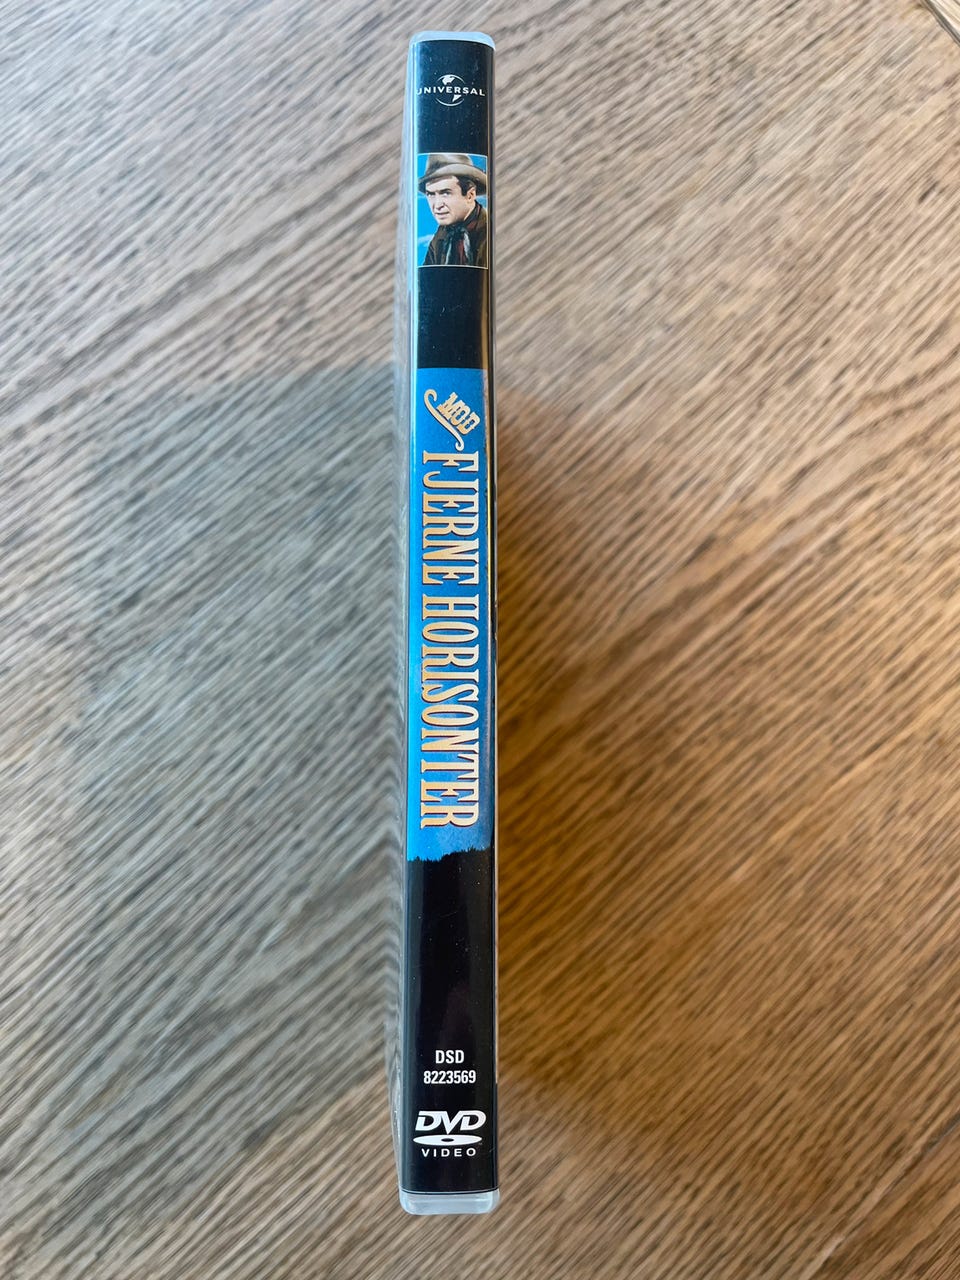 UNIVERSAL
MOD
FJERNE HORISONTER
DSD
8223569
DVD
VIDEO